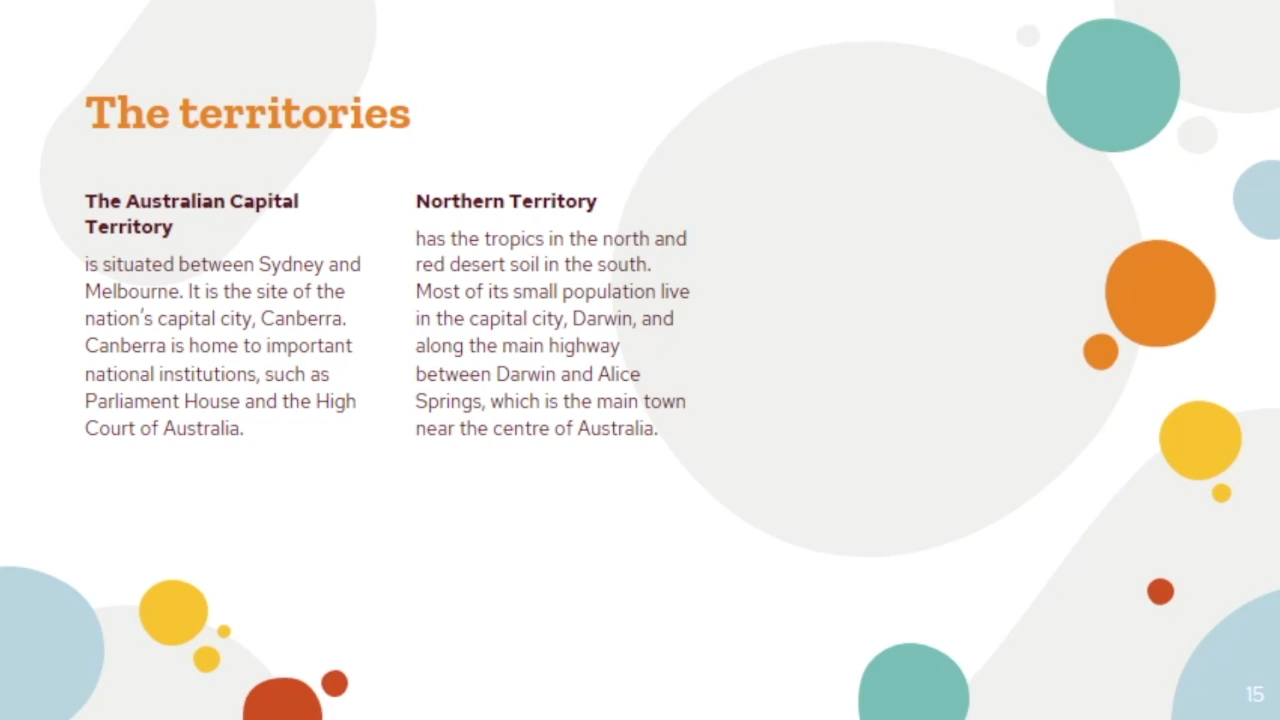 The territories
The Australian Capital
Territory
is situated between Sydney and
Melbourne. It is the site of the
nation's capital city, Canberra.
Canberra is home to important
national institutions, such as
Parliament House and the High
Court of Australia.
Northern Territory
has the tropics in the north and
red desert soil in the south.
Most of its small population live
in the capital city, Darwin, and
along the main highway
between Darwin and Alice
Springs, which is the main town
near the centre of Australia.
15